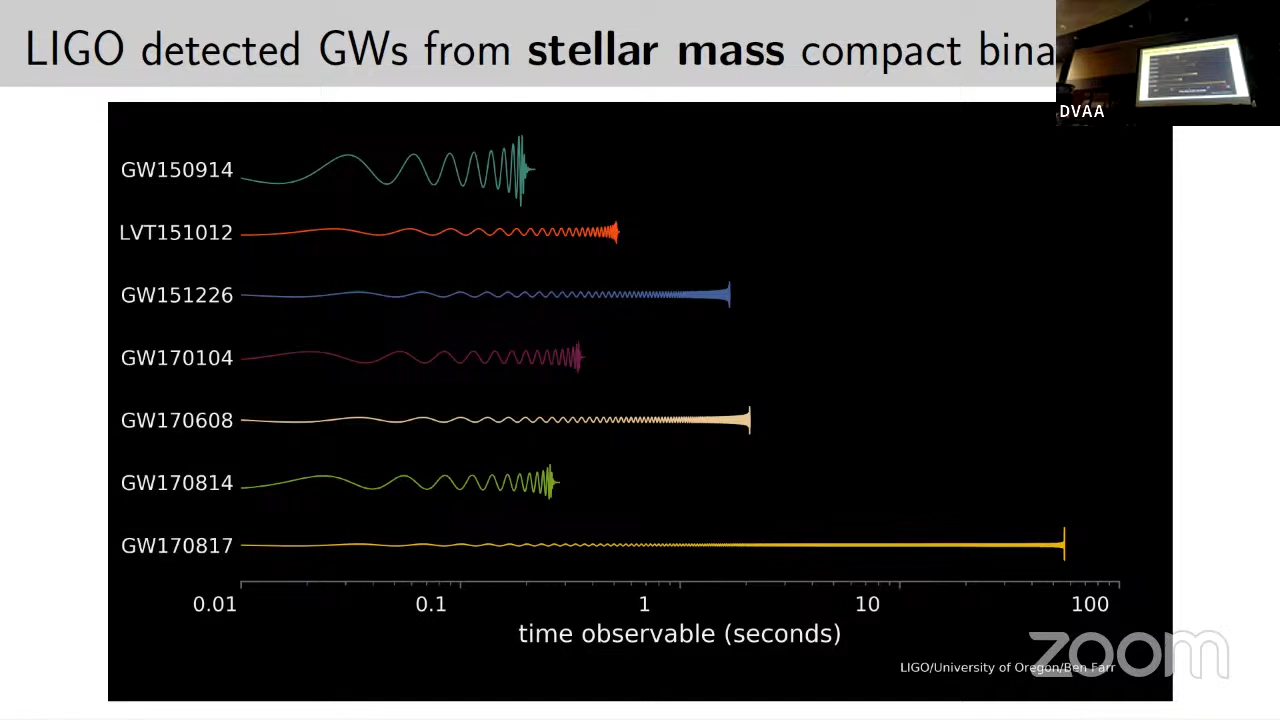 LIGO detected GWs from stellar mass compact bina
DVAA
GW150914
LVT151012
GW151226
GW170104
GW170608
GW170814
GW170817
0.01 0.1 1 10 100
time observable (seconds)
LIGO/University of Oregon/Ben Farr
zoom